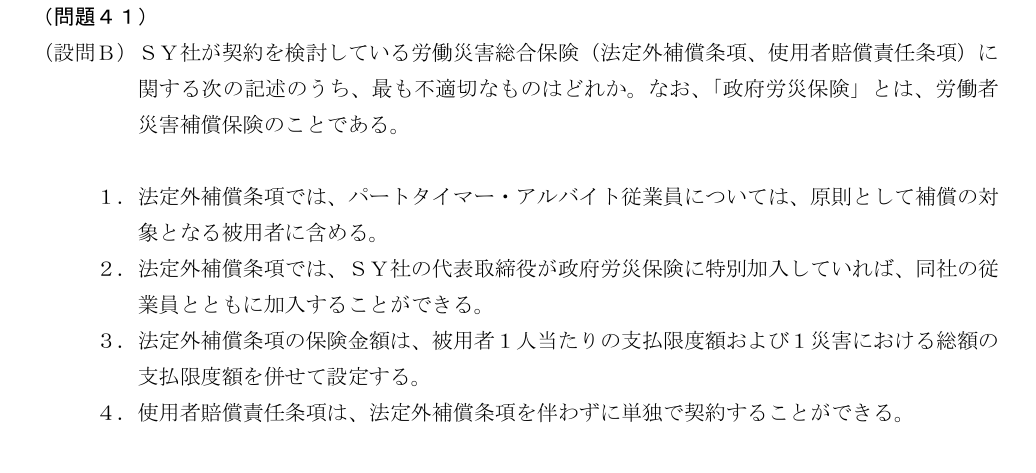 （問題４１）
（設問Ｂ）ＳＹ社が契約を検討している労働災害総合保険（法定外補償条項、使用者賠償責任条項）に
関する次の記述のうち、最も不適切なものはどれか。なお、「政府労災保険」とは、労働者
災害補償保険のことである。
１．法定外補償条項では、パートタイマー・アルバイト従業員については、原則として補償の対
象となる被用者に含める。
２．法定外補償条項では、ＳＹ社の代表取締役が政府労災保険に特別加入していれば、同社の従
業員とともに加入することができる。
３．法定外補償条項の保険金額は、被用者１人当たりの支払限度額および１災害における総額の
支払限度額を併せて設定する。
４．使用者賠償責任条項は、法定外補償条項を伴わずに単独で契約することができる。